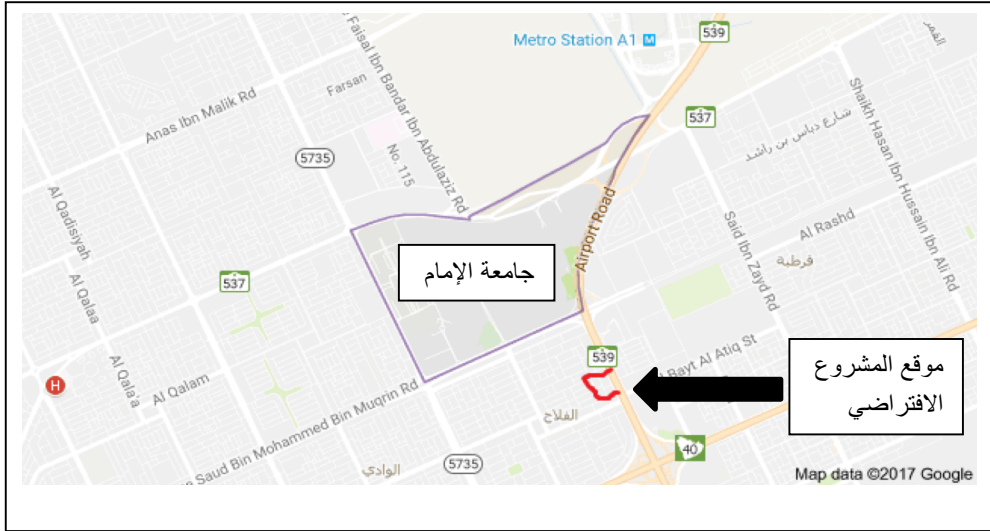 Metro Station A1 M
539
Faisal Ibn Bandar Ibn Abdulaziz Rd
Farsan
Anas Ibn Malik Rd
القمر
537
شارع دباس بن راشد
Shaikh Hasan Ibn Hussain Ibn Ali Rd
5735
No. 115
Al Qadisiyah
Airport Road
Said Ibn Zayd Rd
Al Rashd
قرطبة
جامعة الإمام
537
Al Qalaa
539
l Bayt Al Atiq St
موقع المشروع
الافتراضي
Al Qala'a
H
Al Qalam
e Saud Bin Mohammed Bin Muqrin Rd
الفلاح
40
الوادي
5735
Map data ©2017 Google